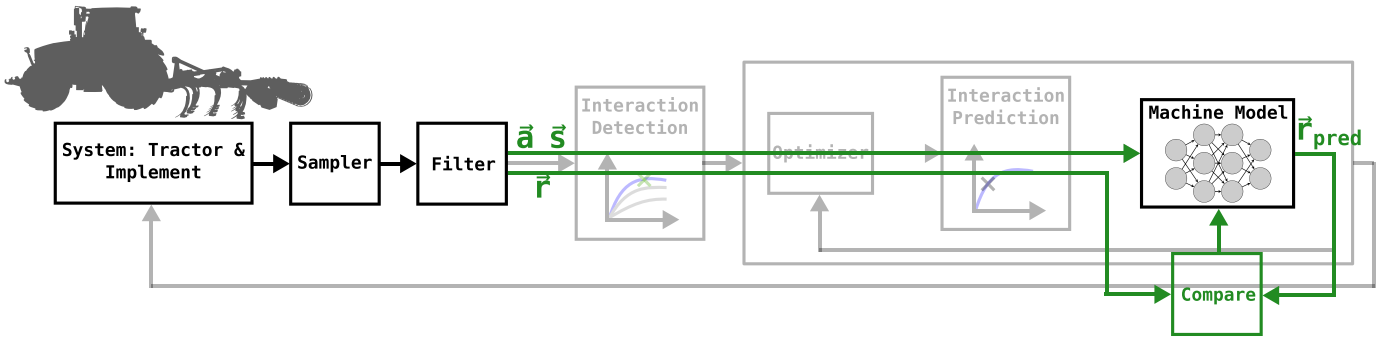 System: Tractor &
Implement
Sampler
Filter
a⃗ s⃗
r⃗
Interaction
Detection
Optimizer
Interaction
Prediction
Machine Model
r⃗pred
Compare